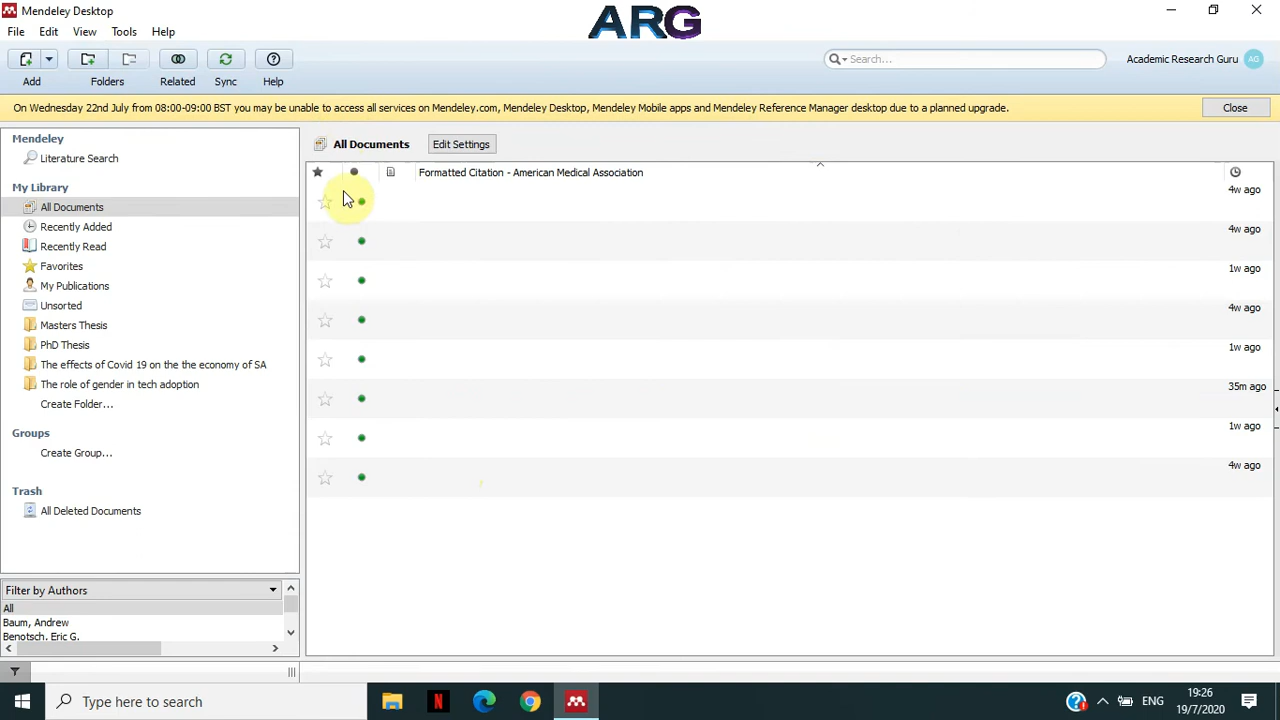 Mendeley Desktop
ARG
File Edit View Tools Help
Search...
Academic Research Guru AG
Add Folders Related Sync Help
On Wednesday 22nd July from 08:00-09:00 BST you may be unable to access all services on Mendeley.com, Mendeley Desktop, Mendeley Mobile apps and Mendeley Reference Manager desktop due to a planned upgrade.
Close
Mendeley
Literature Search
My Library
All Documents
Recently Added
Recently Read
Favorites
My Publications
Unsorted
Masters Thesis
PhD Thesis
The effects of Covid 19 on the the economy of SA
The role of gender in tech adoption
Create Folder...
Groups
Create Group...
Trash
All Deleted Documents
Filter by Authors
All
Baum, Andrew
Benotsch, Eric G.
All Documents Edit Settings
Formatted Citation - American Medical Association
4w ago
4w ago
1w ago
4w ago
1w ago
35m ago
1w ago
4w ago
Type here to search
N
ENG
19:26
19/7/2020